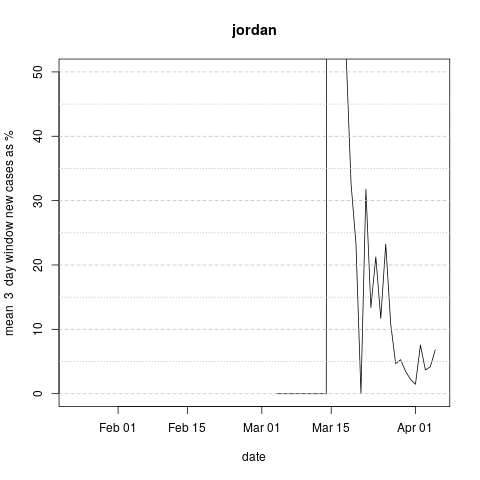 jordan
mean  3  day window new cases as %
50
40
30
20
10
0
Feb 01
Feb 15
Mar 01
Mar 15
Apr 01
date